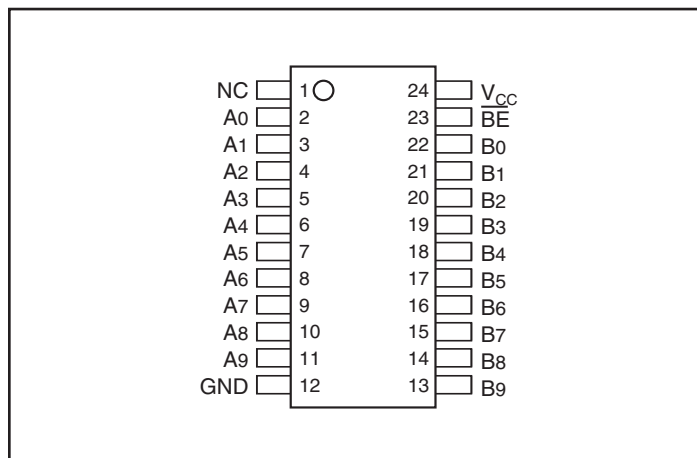 NC 1 24 VCC
A0 2 23 BE
A1 3 22 B0
A2 4 21 B1
A3 5 20 B2
A4 6 19 B3
A5 7 18 B4
A6 8 17 B5
A7 9 16 B6
A8 10 15 B7
A9 11 14 B8
GND 12 13 B9